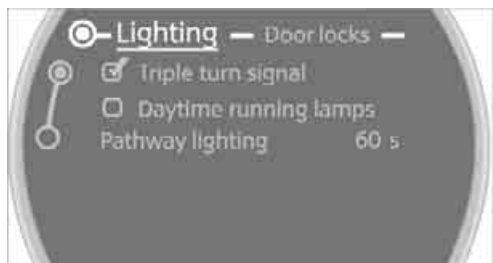 Lighting — Door locks —
Triple turn signal
Daytime running lamps
Pathway lighting 60 s